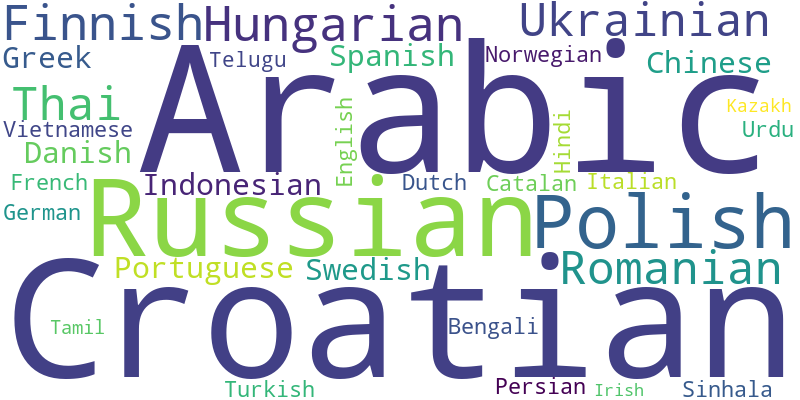 Finnish Hungarian Ukrainian
Greek Telugu Spanish Norwegian Chinese
Arabic
Thai English Hindi Kazakh
Vietnamese Urdu
Danish
French Indonesian Dutch Catalan Italian
German
Russian Polish
Portuguese Swedish Romanian
Croatian
Tamil Bengali
Turkish Persian Irish Sinhala